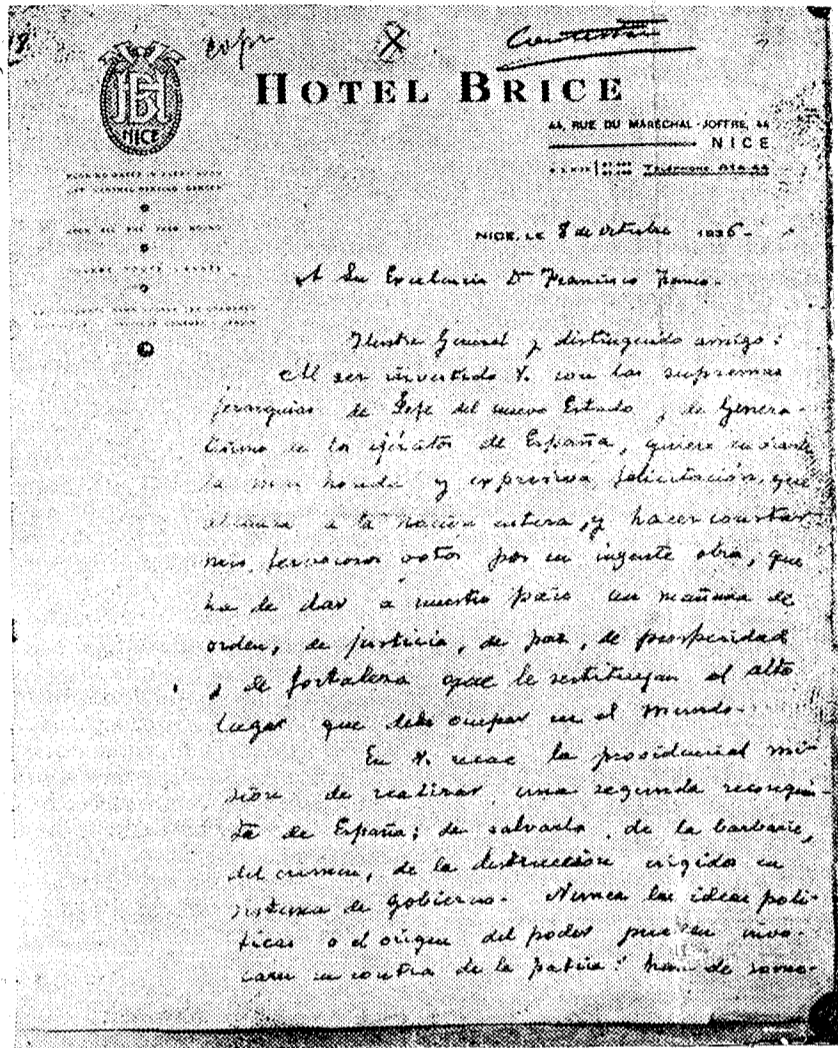 HOTEL BRICE
44, RUE DU MARÉCHAL-JOFFRE, 44
NICE
NICE
NICE, LE 8 de octubre 1936-
A Su Excelencia Dn Francisco Franco.
Ilustre General y distinguido amigo:
Al ser investido V. con las supremas
jerarquias de Jefe del nuevo Estado y de Genera-
lísimo de los ejércitos de España, quiero enviarle
mi honda y expresiva felicitación, que
alcanza a la nación entera, y hacer constar
mis fervorosos votos por su ingente obra, que
ha de dar a nuestro país un mañana de
orden, de justicia, de paz, de prosperidad
y de fortaleza que le restituyan al alto
lugar que debe ocupar en el mundo.
En V. recae la providencial mi-
sión de realizar una segunda reconquis-
ta de España; de salvarla, de la barbarie,
del crimen, de la destrucción erigidos en
sistema de gobierno. Nunca las ideas polí-
ticas o el origen del poder pueden invo-
carse en contra de la patria: han de some-